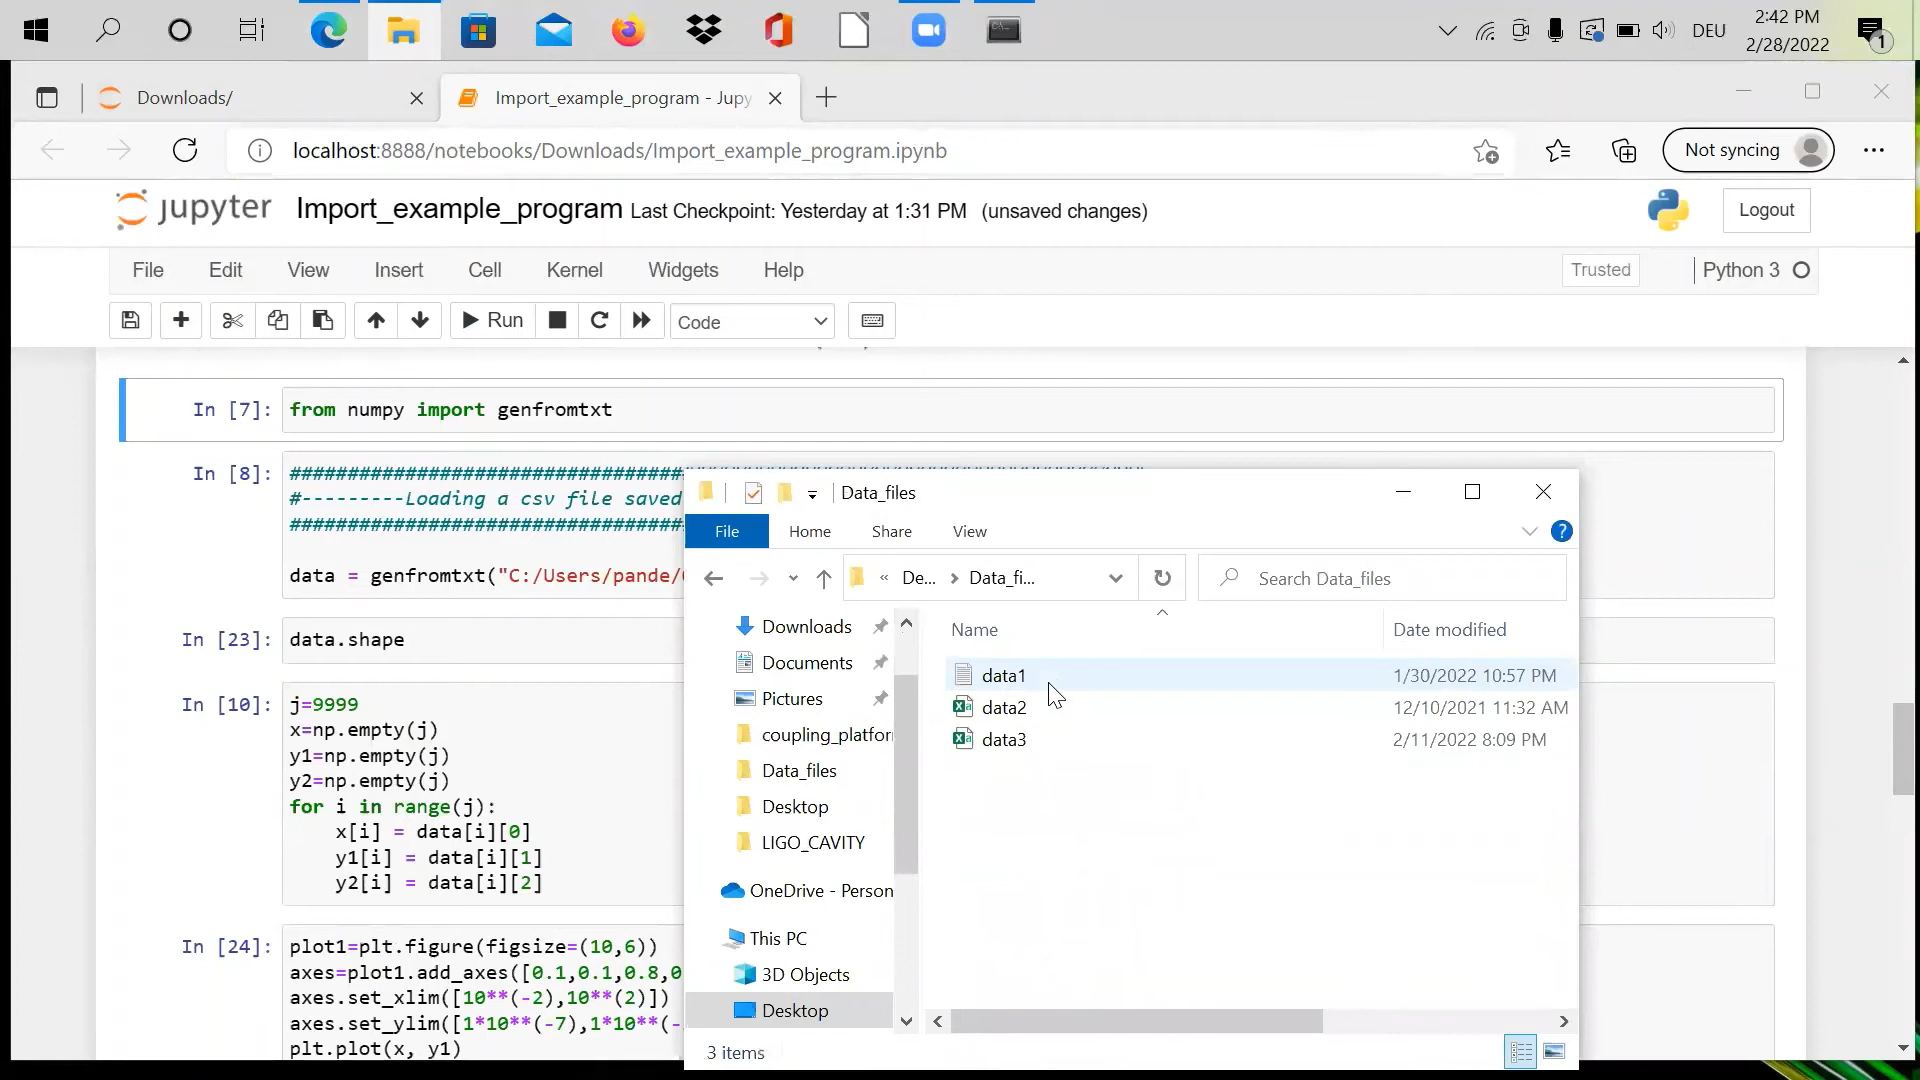 DEU
2:42 PM
2/28/2022
1
Downloads/
Import_example_program - Jupy
localhost:8888/notebooks/Downloads/Import_example_program.ipynb
Not syncing
jupyter
Import_example_program Last Checkpoint: Yesterday at 1:31 PM (unsaved changes)
Logout
File Edit View Insert Cell Kernel Widgets Help
Trusted
Python 3
Run
Code
In [7]: from numpy import genfromtxt
In [8]: ##################################
#---------Loading a csv file saved
##################################
data = genfromtxt("C:/Users/pande/
In [23]: data.shape
In [10]: j=9999
x=np.empty(j)
y1=np.empty(j)
y2=np.empty(j)
for i in range(j):
x[i] = data[i][0]
y1[i] = data[i][1]
y2[i] = data[i][2]
In [24]: plot1=plt.figure(figsize=(10,6))
axes=plot1.add_axes([0.1,0.1,0.8,0
axes.set_xlim([10**(-2),10**(2)])
axes.set_ylim([1*10**(-7),1*10**(-
plt.plot(x, y1)
Data_files
File Home Share View
?
« De... > Data_fi...
Search Data_files
Downloads
Documents
Pictures
coupling_platfor
Data_files
Desktop
LIGO_CAVITY
OneDrive - Person
This PC
3D Objects
Desktop
Name Date modified
data1 1/30/2022 10:57 PM
data2 12/10/2021 11:32 AM
data3 2/11/2022 8:09 PM
3 items